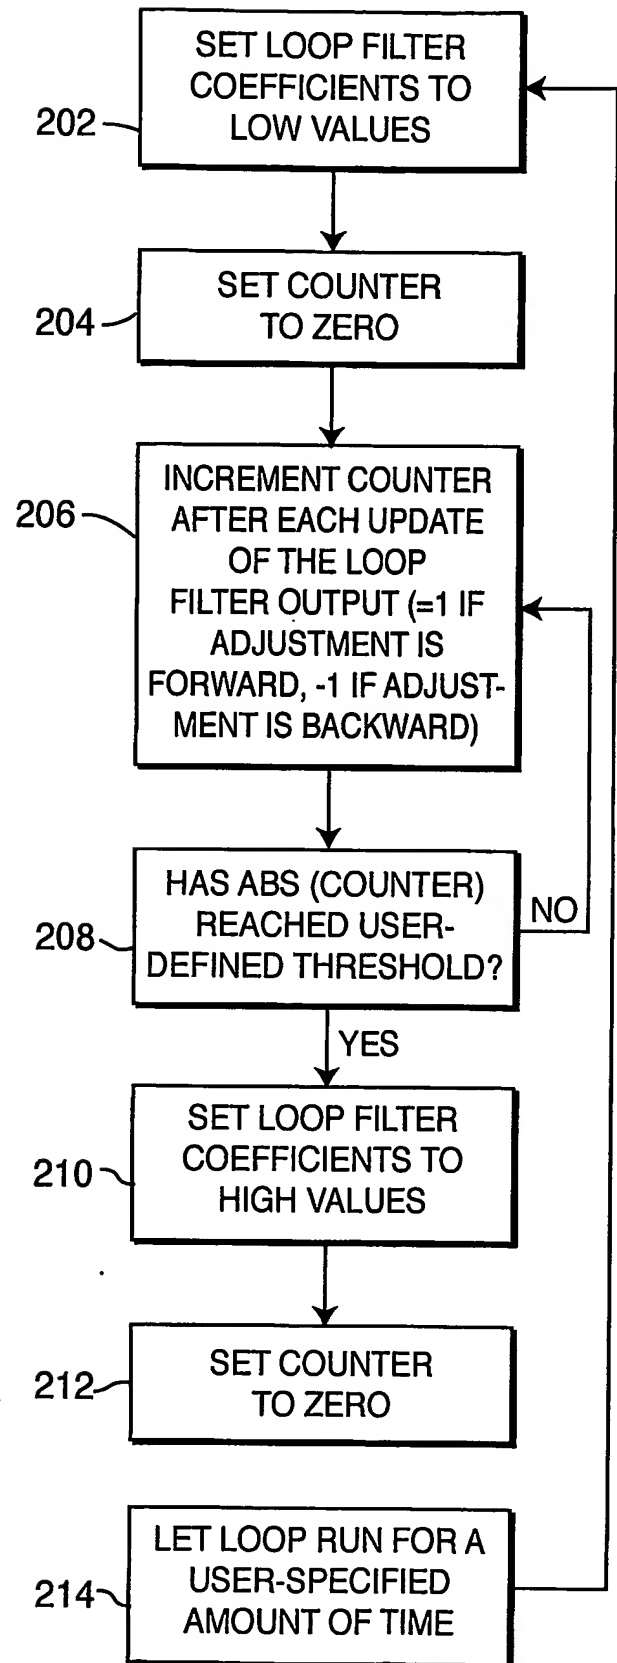 SET LOOP FILTER
COEFFICIENTS TO
LOW VALUES
202
SET COUNTER
TO ZERO
204
INCREMENT COUNTER
AFTER EACH UPDATE
OF THE LOOP
FILTER OUTPUT (=1 IF
ADJUSTMENT IS
FORWARD, -1 IF ADJUST-
MENT IS BACKWARD)
206
HAS ABS (COUNTER)
REACHED USER-
DEFINED THRESHOLD?
208
NO
YES
SET LOOP FILTER
COEFFICIENTS TO
HIGH VALUES
210
SET COUNTER
TO ZERO
212
LET LOOP RUN FOR A
USER-SPECIFIED
AMOUNT OF TIME
214